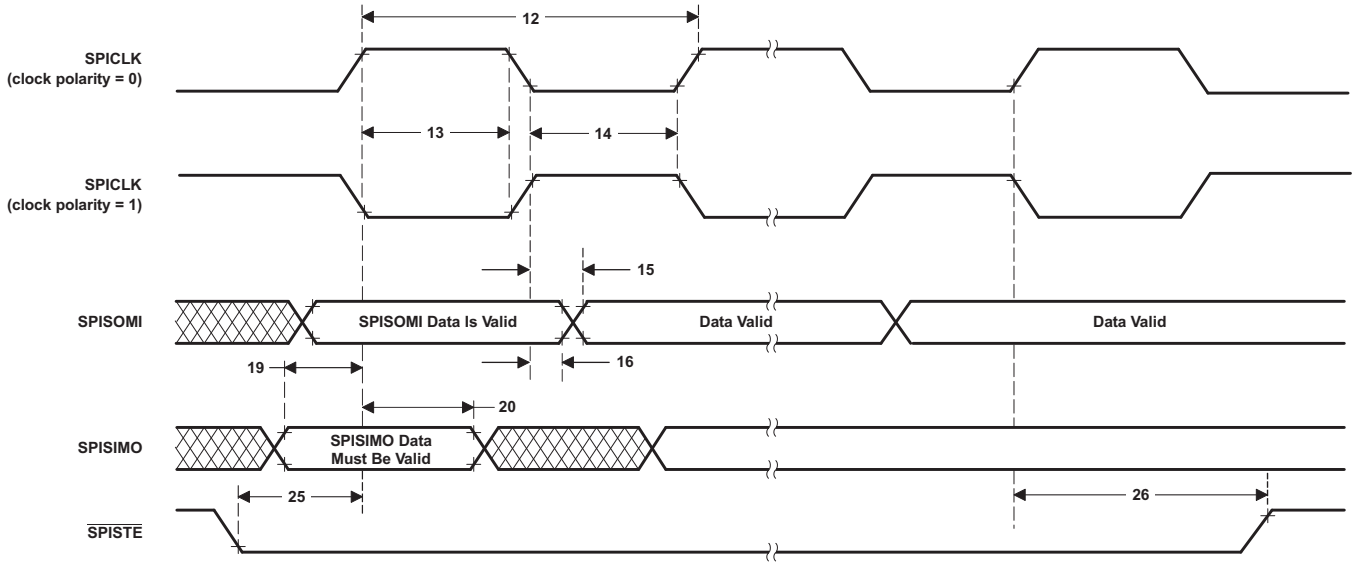 12
SPICLK
(clock polarity = 0)
13
14
SPICLK
(clock polarity = 1)
15
SPISOMI
SPISOMI Data Is Valid
Data Valid
Data Valid
19
16
20
SPISIMO
SPISIMO Data
Must Be Valid
25
26
SPISTE